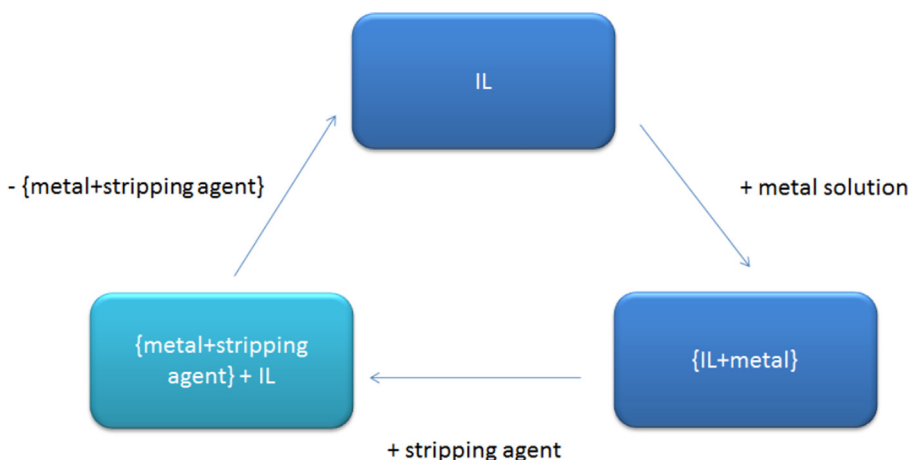 IL
- {metal+stripping agent}
+ metal solution
{metal+stripping
agent} + IL
{IL+metal}
+ stripping agent